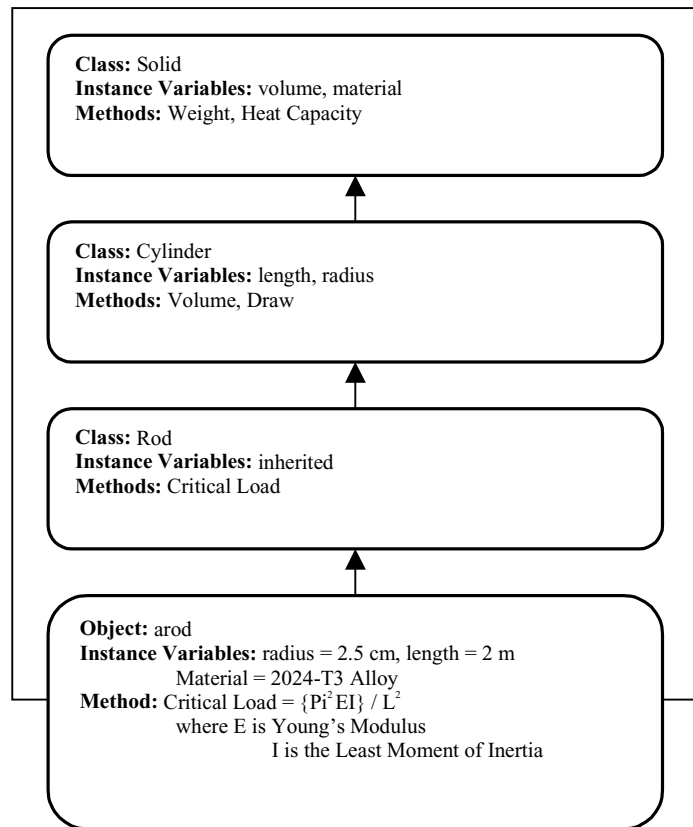 Class: Solid
Instance Variables: volume, material
Methods: Weight, Heat Capacity
Class: Cylinder
Instance Variables: length, radius
Methods: Volume, Draw
Class: Rod
Instance Variables: inherited
Methods: Critical Load
Object: arod
Instance Variables: radius = 2.5 cm, length = 2 m
Material = 2024-T3 Alloy
Method: Critical Load = {Pi² EI} / L²
where E is Young’s Modulus
I is the Least Moment of Inertia